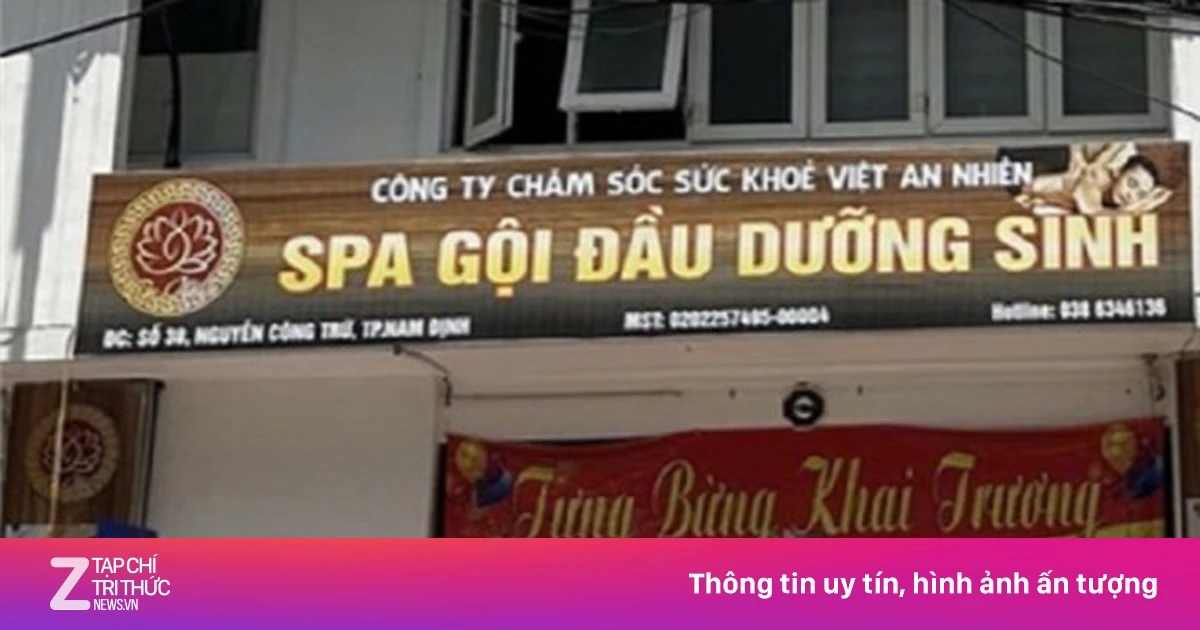 CÔNG TY CHĂM SÓC SỨC KHOẺ VIỆT AN NHIÊN
SPA GỘI ĐẦU DƯỠNG SINH
ĐC: SỐ 38, NGUYỄN CÔNG TRỨ, TP.NAM ĐỊNH
MST: 0202257495-00004
Hotline: 038 6346136
Tưng Bừng Khai Trương
Z TẠP CHÍ
TRI THỨC
NEWS.VN
Thông tin uy tín, hình ảnh ấn tượng